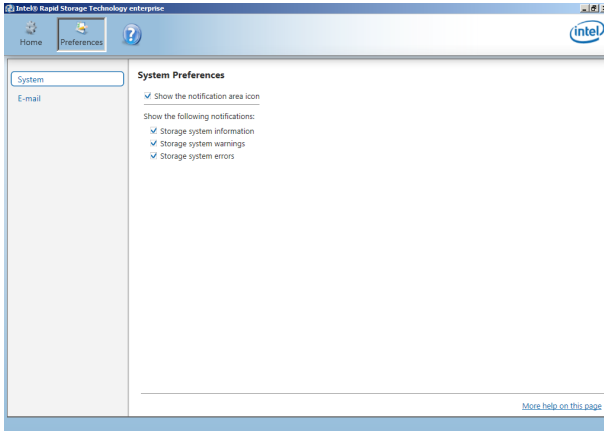 Intel® Rapid Storage Technology enterprise
Home
Preferences
?
intel
System
E-mail
System Preferences
Show the notification area icon
Show the following notifications:
Storage system information
Storage system warnings
Storage system errors
More help on this page